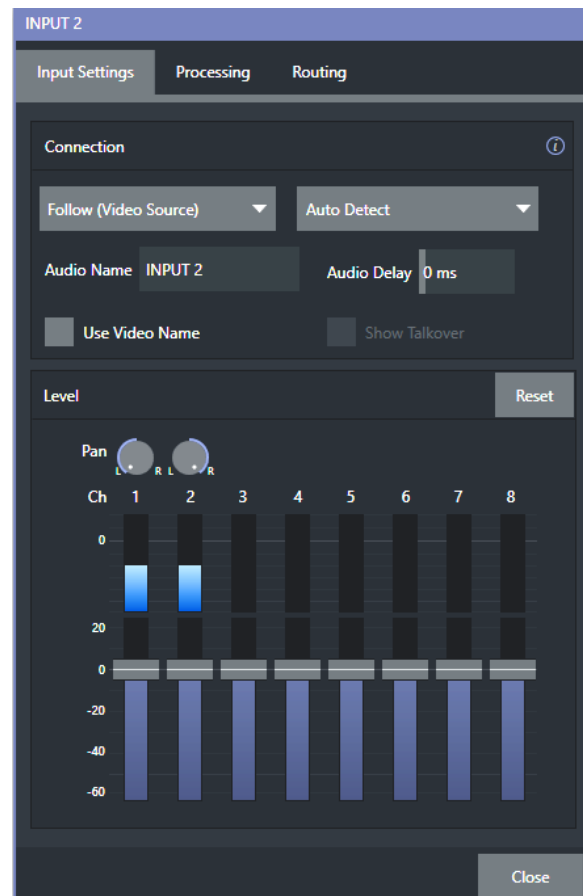 INPUT 2
Input Settings Processing Routing
Connection
Follow (Video Source) Auto Detect
Audio Name INPUT 2 Audio Delay 0 ms
Use Video Name Show Talkover
Level Reset
Pan
L R L R
Ch 1 2 3 4 5 6 7 8
0
20
0
-20
-40
-60
Close